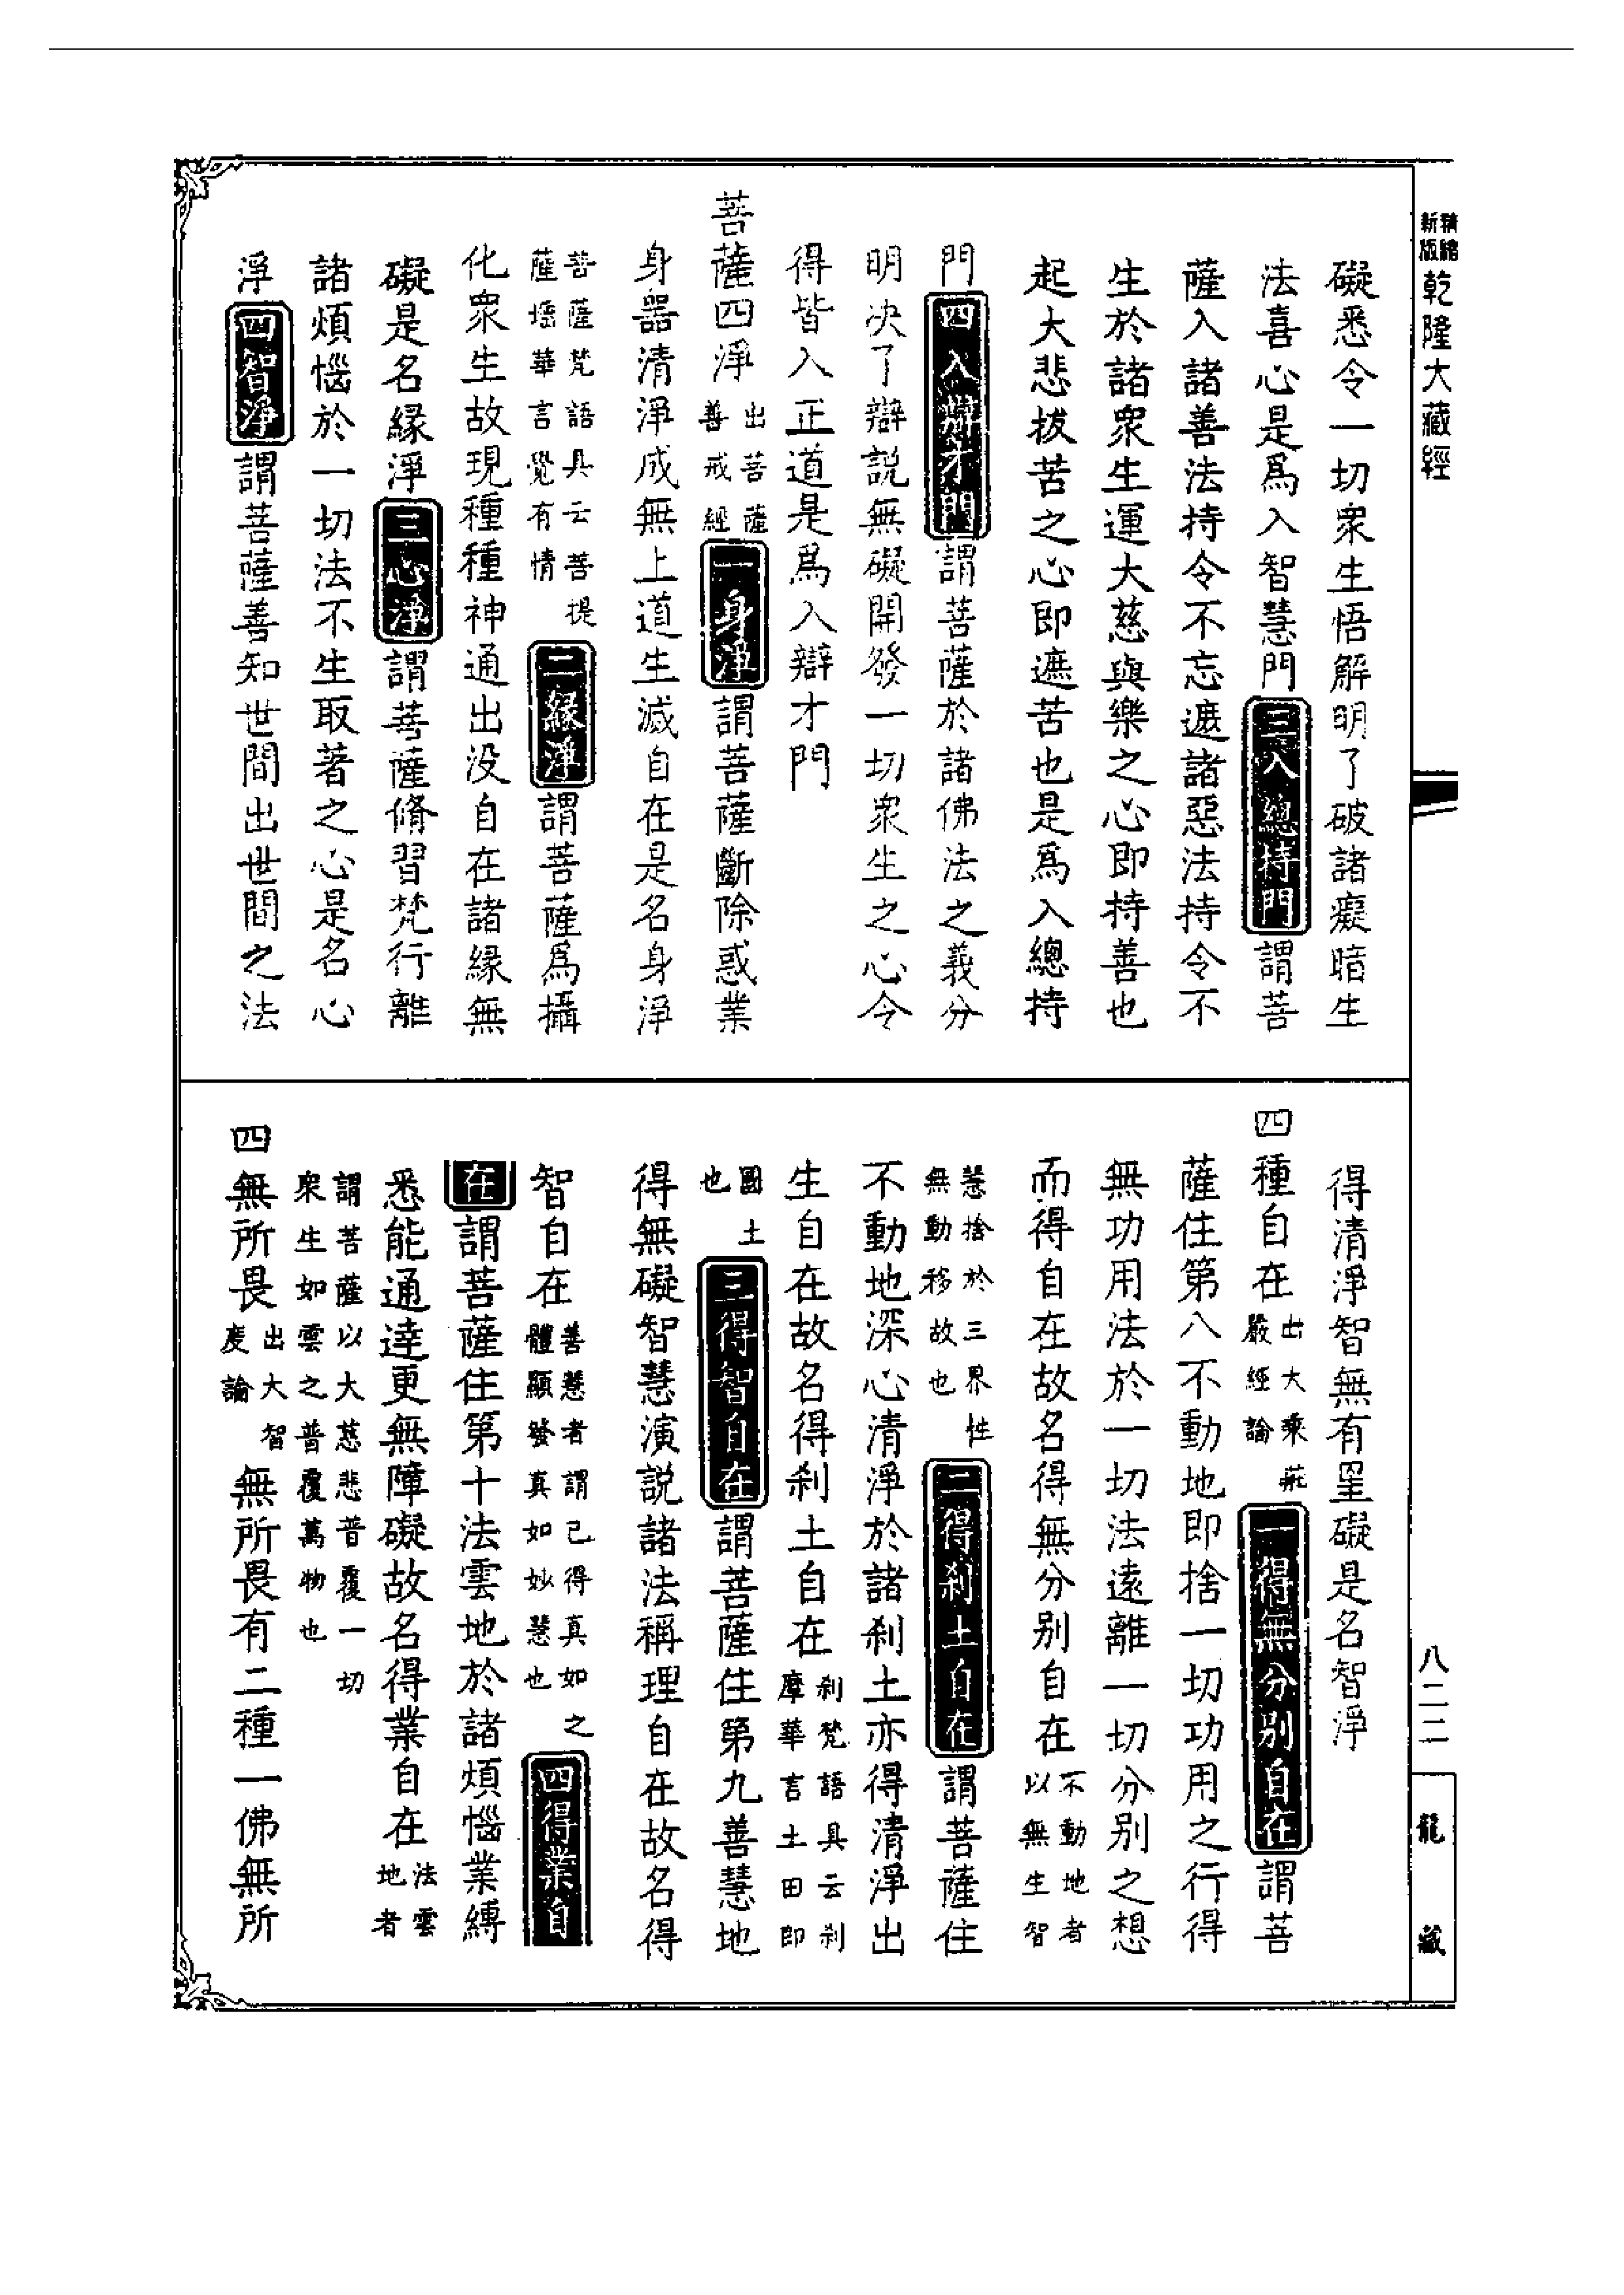 精縮新版乾隆大藏經
礙悉令一切衆生悟解明了破諸癡暗生
法喜心是爲入智慧門三入總持門謂菩
薩入諸善法持令不忘遮諸惡法持令不
生於諸衆生運大慈與樂之心即持善也
起大悲拔苦之心即遮苦也是爲入總持
門四入辯才門謂菩薩於諸佛法之義分
明决了辯説無礙開發一切衆生之心令
得皆入正道是爲入辯才門
菩薩四淨出菩薩善戒經一身淨謂菩薩斷除惑業
身器清淨成無上道生滅自在是名身淨
菩薩梵語具云菩提薩埵華言覺有情二緣淨謂菩薩爲攝
化衆生故現種種神通出没自在諸緣無
礙是名緣淨三心淨謂菩薩脩習梵行離
諸煩惱於一切法不生取著之心是名心
淨四智淨謂菩薩善知世間出世間之法
得清淨智無有罣礙是名智淨
四種自在出大乘莊嚴經論一得無分别自在謂菩
薩住第八不動地即捨一切功用之行得
無功用法於一切法遠離一切分别之想
而得自在故名得無分别自在不動地者以無生智
慧捨於三界性無動移故也二得刹土自在謂菩薩住
不動地深心清淨於諸刹土亦得清淨出
生自在故名得刹土自在刹梵語具云刹摩華言土田即
國土也三得智自在謂菩薩住第九善慧地
得無礙智慧演説諸法稱理自在故名得
智自在善慧者謂已得真如之體顯發真如妙慧也四得業自
在謂菩薩住第十法雲地於諸煩惱業縛
悉能通達更無障礙故名得業自在法雲地者
謂菩薩以大慈悲普覆一切衆生如雲之普覆萬物也
四無所畏出大智度論無所畏有二種一佛無所
八二二
龍藏